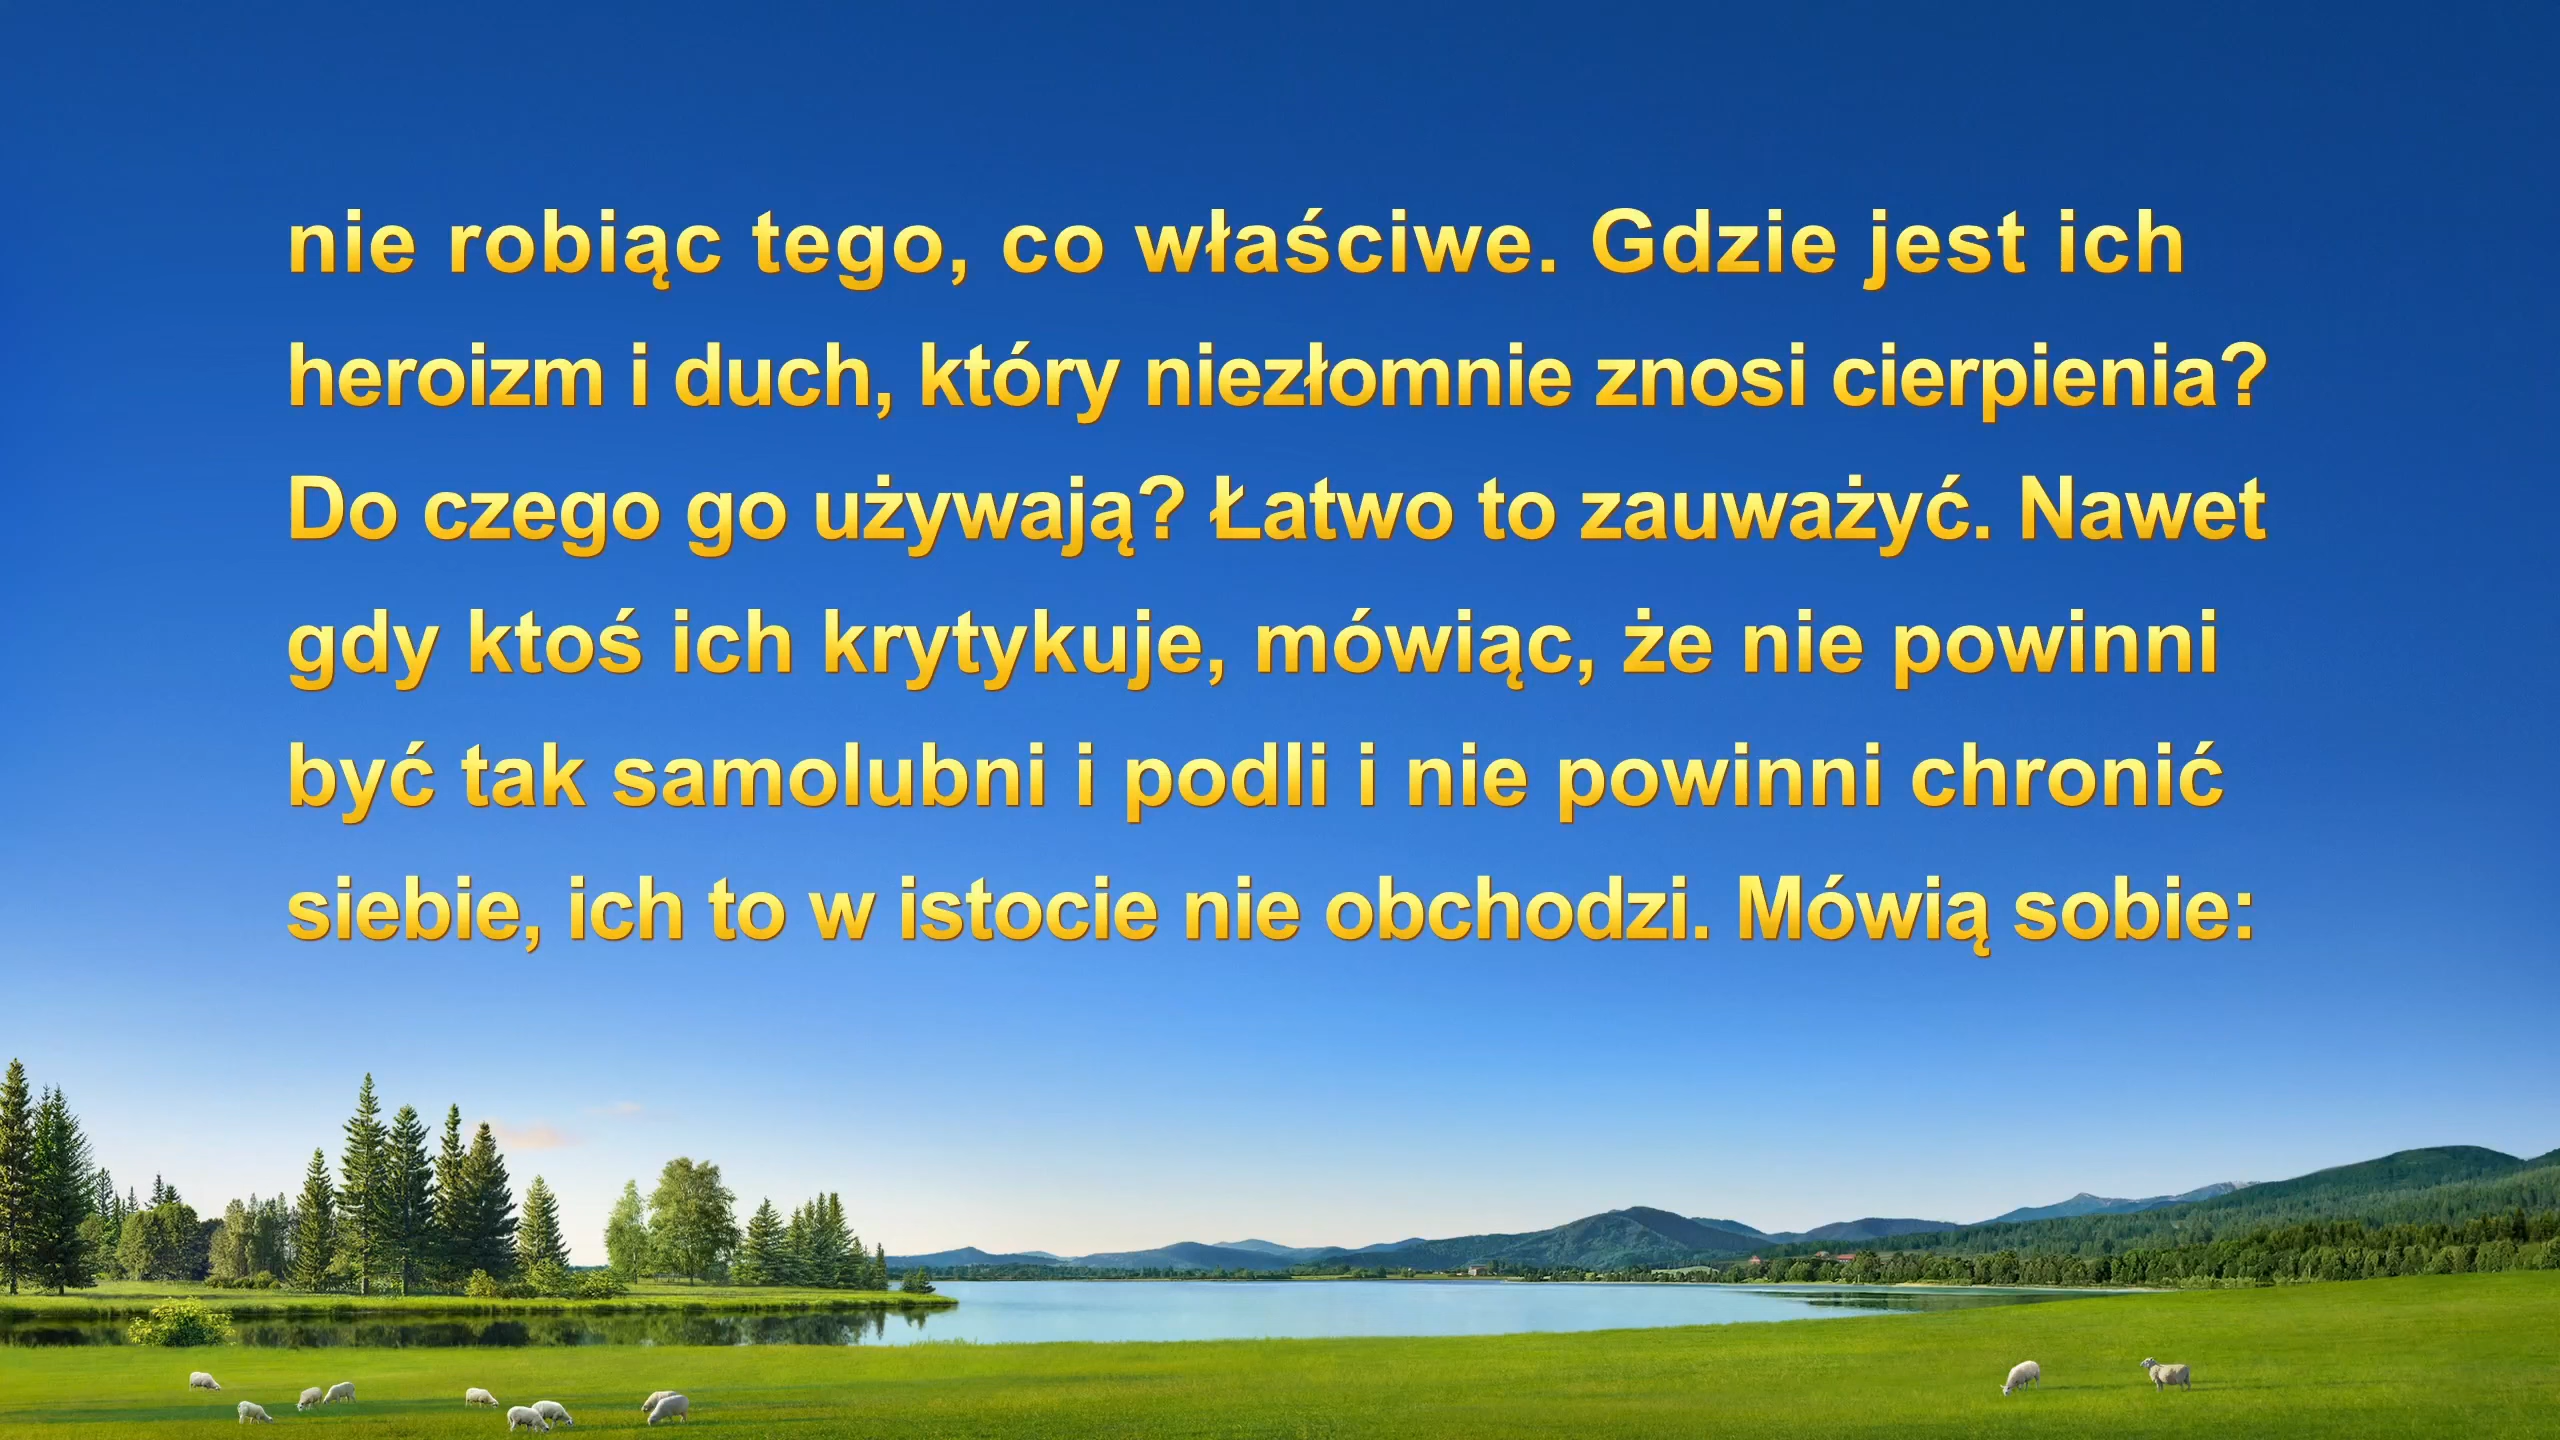 nie robiąc tego, co właściwe. Gdzie jest ich
heroizm i duch, który niezłomnie znosi cierpienia?
Do czego go używają? Łatwo to zauważyć. Nawet
gdy ktoś ich krytykuje, mówiąc, że nie powinni
być tak samolubni i podli i nie powinni chronić
siebie, ich to w istocie nie obchodzi. Mówią sobie: